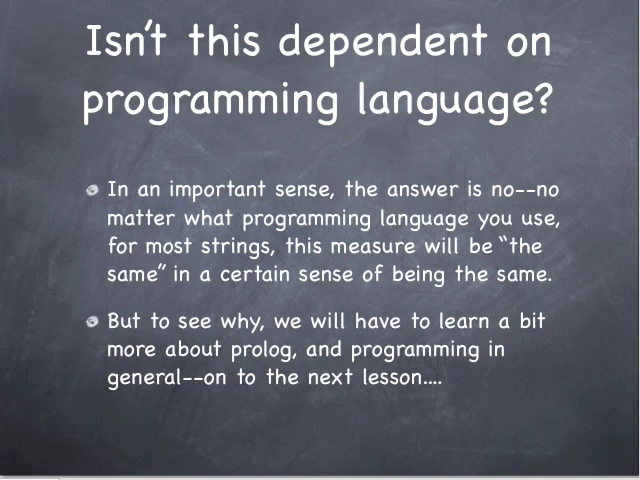 Isn't this dependent on
programming language?
In an important sense, the answer is no--no
matter what programming language you use,
for most strings, this measure will be "the
same" in a certain sense of being the same.
But to see why, we will have to learn a bit
more about prolog, and programming in
general--on to the next lesson....